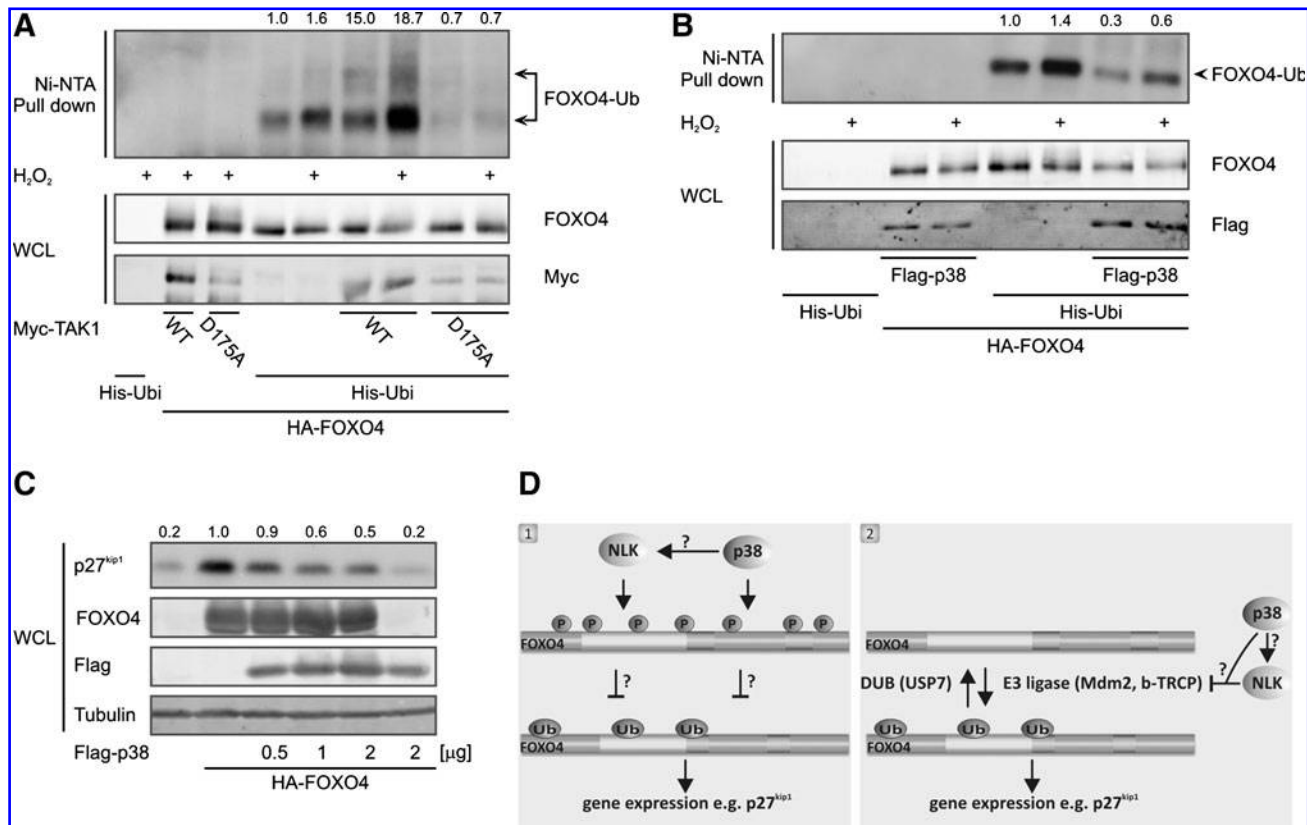 A
1.0 1.6 15.0 18.7 0.7 0.7
Ni-NTA
Pull down
FOXO4-Ub
H₂O₂ + + + + + +
WCL
FOXO4
Myc
Myc-TAK1 WT D175A WT D175A
His-Ubi His-Ubi
HA-FOXO4
B
1.0 1.4 0.3 0.6
Ni-NTA
Pull down
FOXO4-Ub
H₂O₂ + + + +
WCL
FOXO4
Flag
Flag-p38 Flag-p38
His-Ubi His-Ubi
HA-FOXO4
C
0.2 1.0 0.9 0.6 0.5 0.2
p27kip1
FOXO4
WCL
Flag
Tubulin
Flag-p38 0.5 1 2 2 [µg]
HA-FOXO4
D
1
NLK ? p38
P P P P P P P
FOXO4
? ?
Ub Ub Ub
FOXO4
gene expression e.g. p27kip1
2
p38
?
FOXO4
DUB (USP7) E3 ligase (Mdm2, b-TRCP) ? NLK
Ub Ub Ub
FOXO4
gene expression e.g. p27kip1